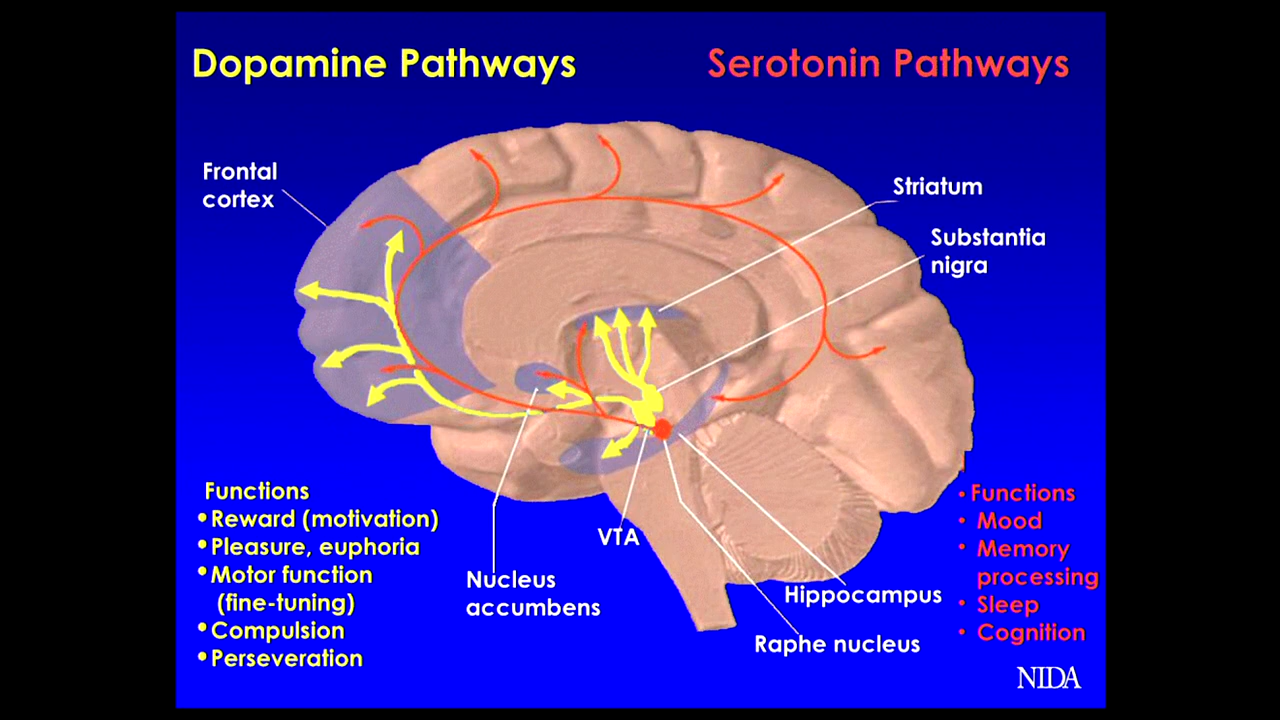 Dopamine Pathways
Serotonin Pathways
Frontal
cortex
Striatum
Substantia
nigra
Functions
• Reward (motivation)
• Pleasure, euphoria
• Motor function
(fine-tuning)
• Compulsion
• Perseveration
Nucleus
accumbens
VTA
Hippocampus
Raphe nucleus
• Functions
• Mood
• Memory
processing
• Sleep
• Cognition
NIDA